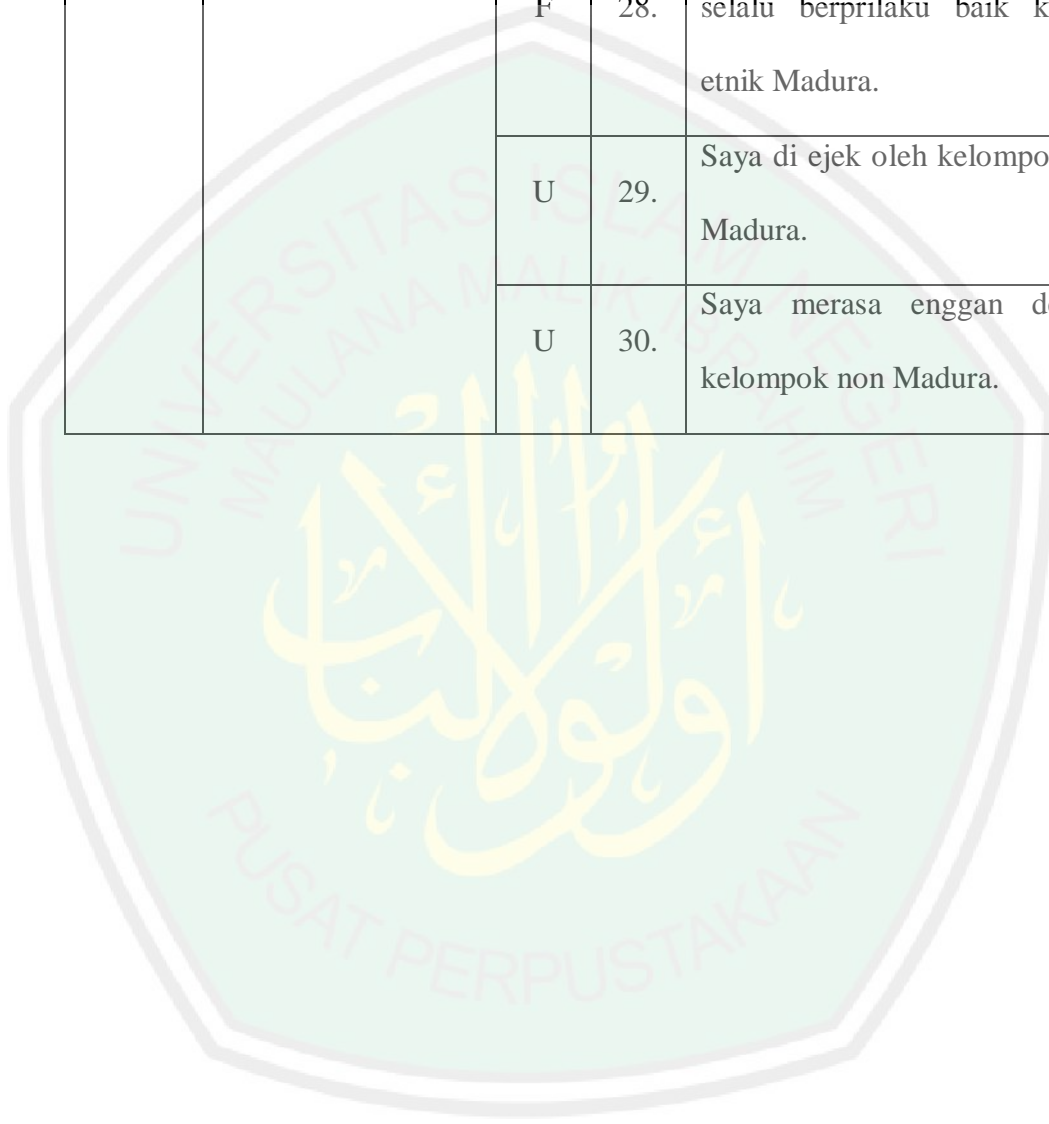 F 28. selalu berprilaku baik
etnik Madura.
U 29. Saya di ejek oleh
Madura.
U 30. Saya merasa enggan
kelompok non Madura.
UNIVERSITAS ISLAM NEGERI
MAULANA MALIK IBRAHIM
PUSAT PERPUSTAKAAN